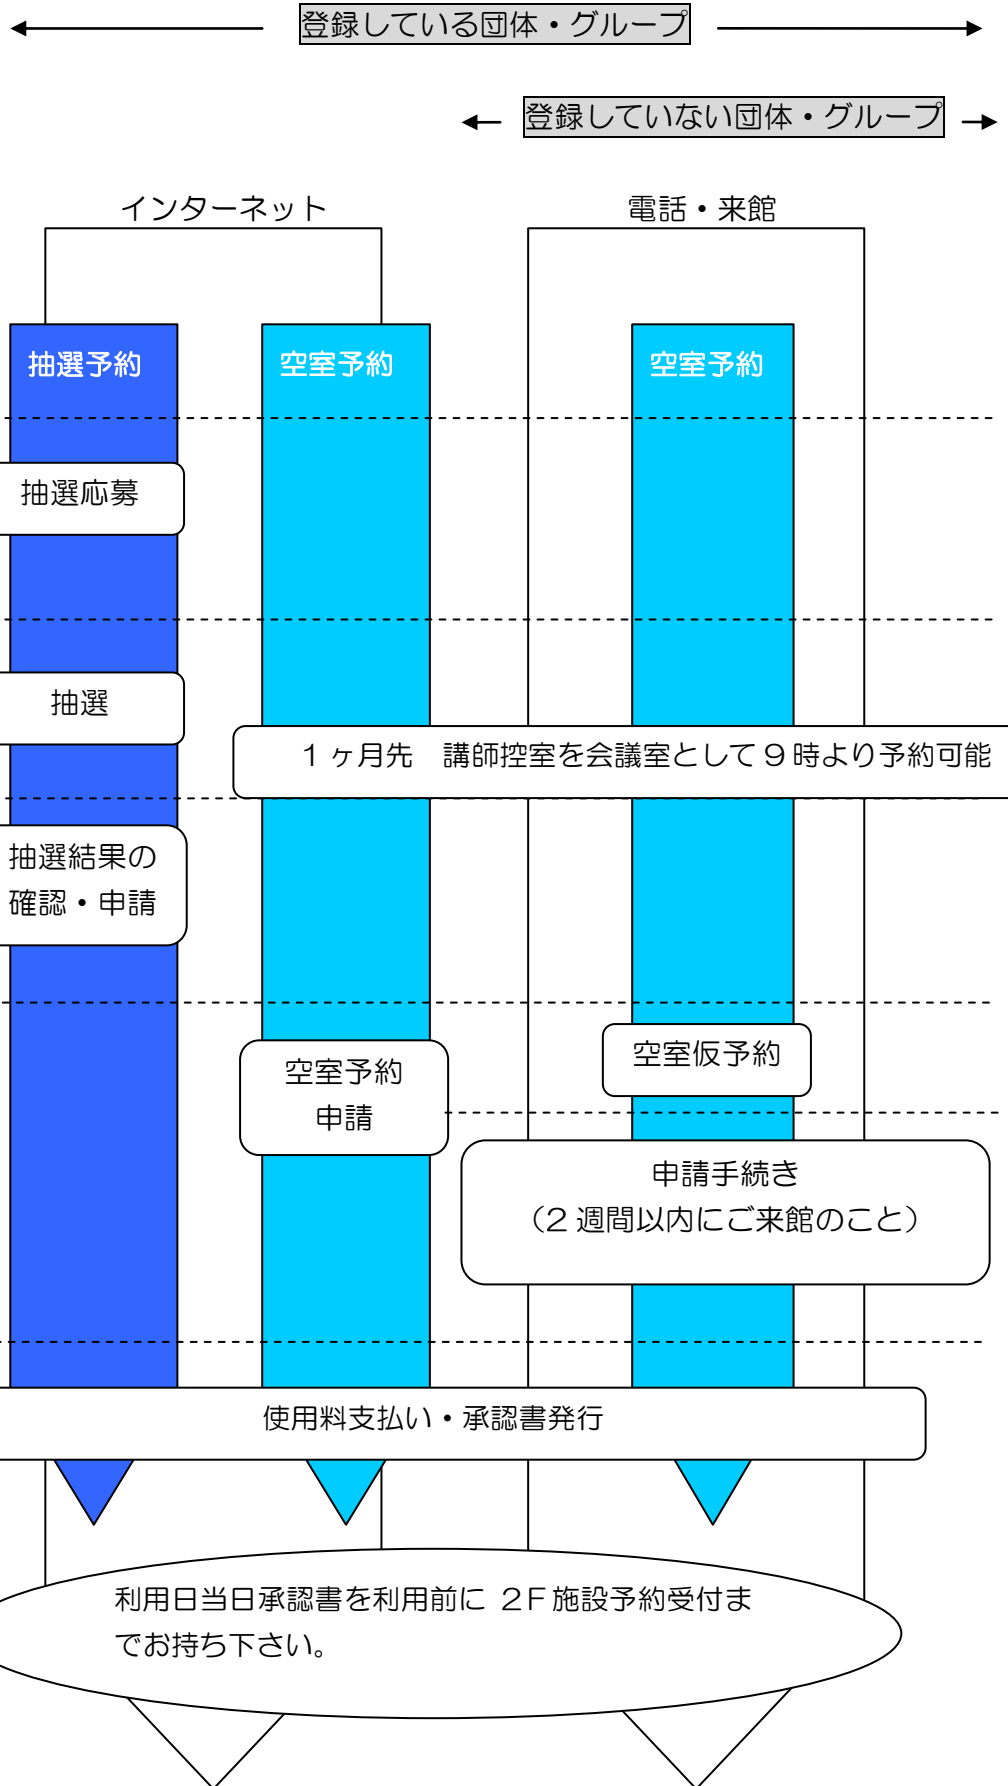 登録している団体・グループ
登録していない団体・グループ
インターネット
電話・来館
抽選予約
空室予約
空室予約
抽選応募
抽選
1ヶ月先　講師控室を会議室として9時より予約可能
抽選結果の
確認・申請
空室予約
申請
空室仮予約
申請手続き
（2週間以内にご来館のこと）
使用料支払い・承認書発行
利用日当日承認書を利用前に 2F施設予約受付ま
でお持ち下さい。